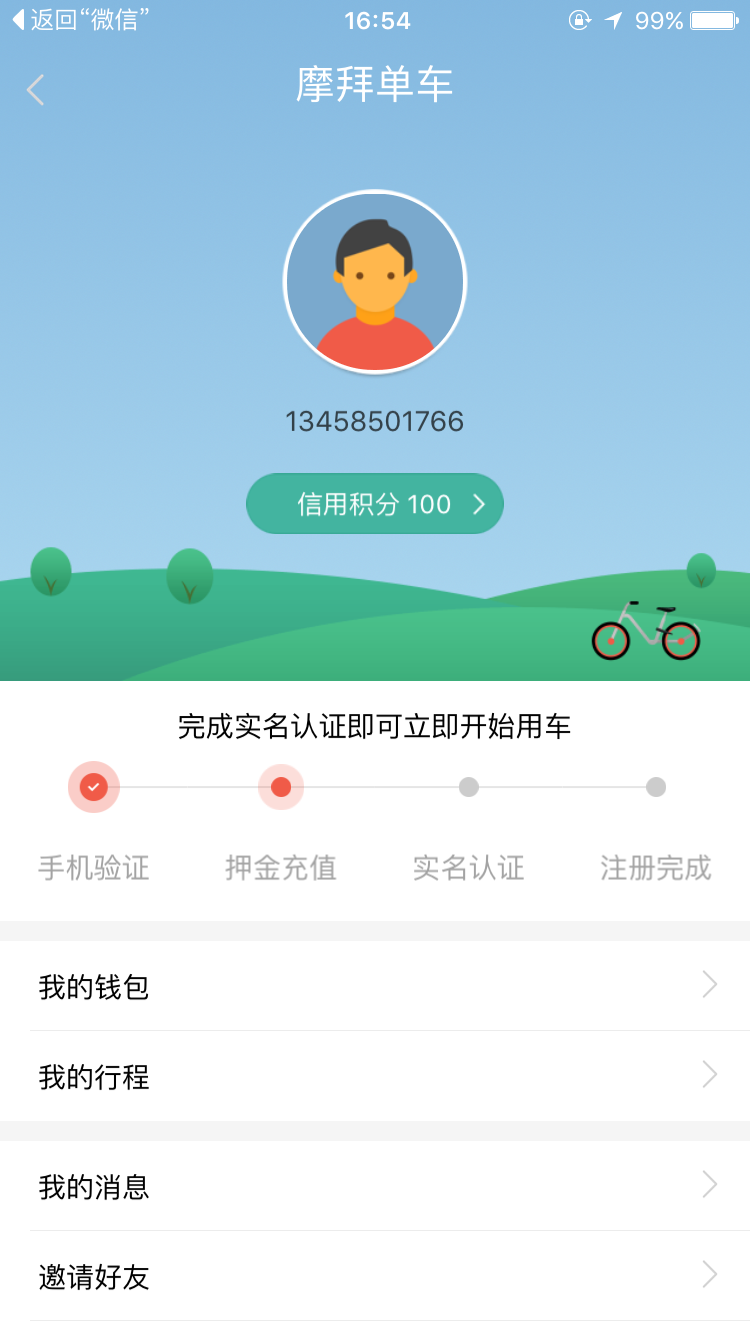 返回“微信”
16:54
99%
摩拜单车
13458501766
信用积分 100
完成实名认证即可立即开始用车
手机验证
押金充值
实名认证
注册完成
我的钱包
我的行程
我的消息
邀请好友